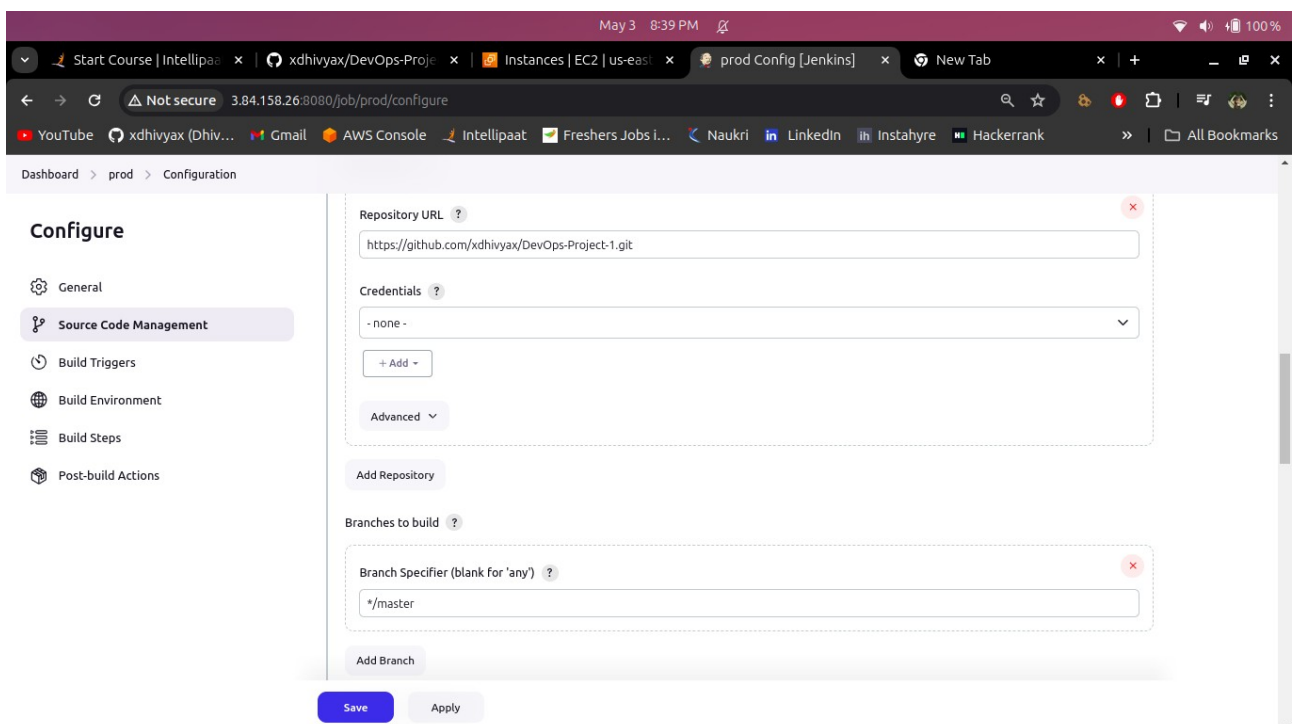 May 3 8:39 PM 100 %
Start Course | Intellipaa xdhivyax/DevOps-Proje Instances | EC2 | us-east prod Config [Jenkins] New Tab
Not secure 3.84.158.26:8080/job/prod/configure
YouTube xdhivyax (Dhiv... Gmail AWS Console Intellipaat Freshers Jobs i... Naukri LinkedIn Instahyre Hackerrank » All Bookmarks
Dashboard > prod > Configuration
Configure
General
Source Code Management
Build Triggers
Build Environment
Build Steps
Post-build Actions
Repository URL ?
https://github.com/xdhivyax/DevOps-Project-1.git
Credentials ?
- none -
+ Add
Advanced
Add Repository
Branches to build ?
Branch Specifier (blank for 'any') ?
*/master
Add Branch
Save Apply